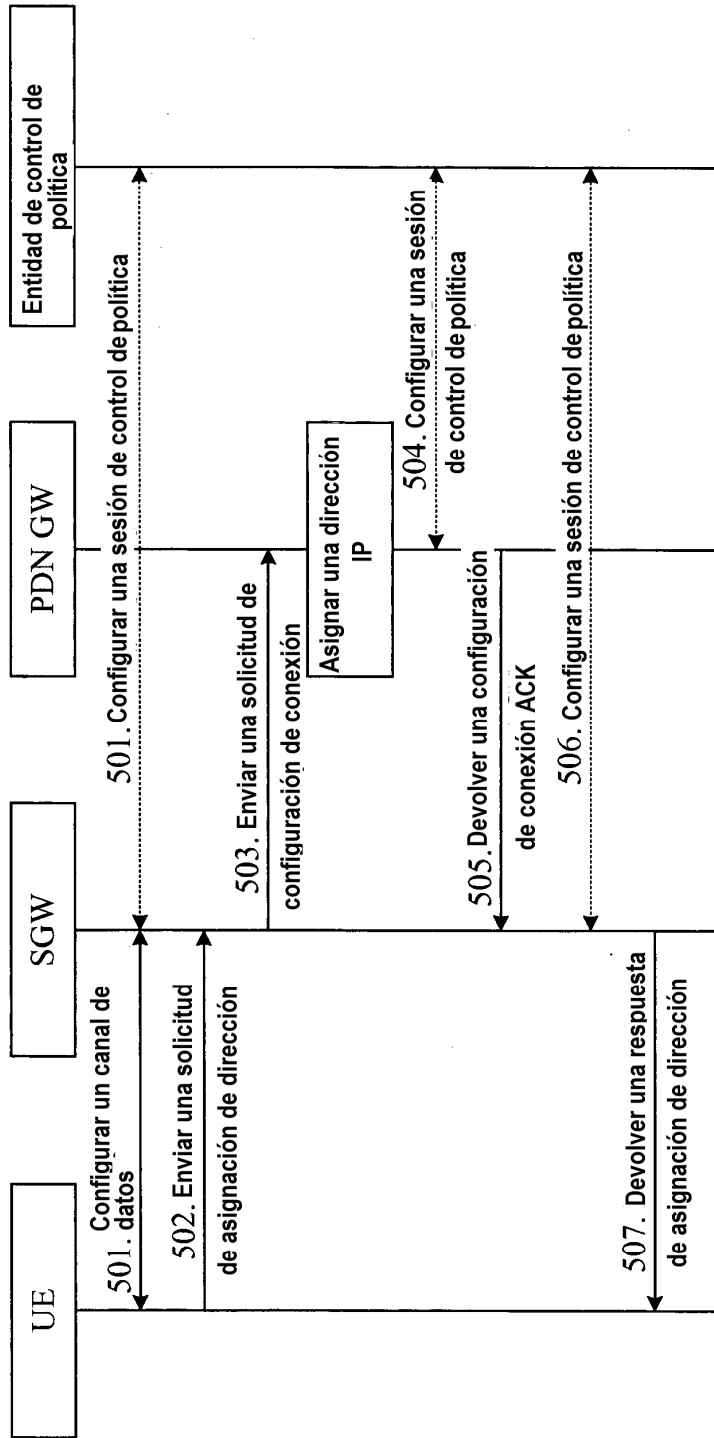 UE
SGW
PDN GW
Entidad de control de
política
Configurar un canal de
501. datos
501. Configurar una sesión de control de política
502. Enviar una solicitud
de asignación de dirección
503. Enviar una solicitud de
configuración de conexión
Asignar una dirección
IP
504. Configurar una sesión
de control de política
505. Devolver una configuración
de conexión ACK
506. Configurar una sesión de control de política
507. Devolver una respuesta
de asignación de dirección